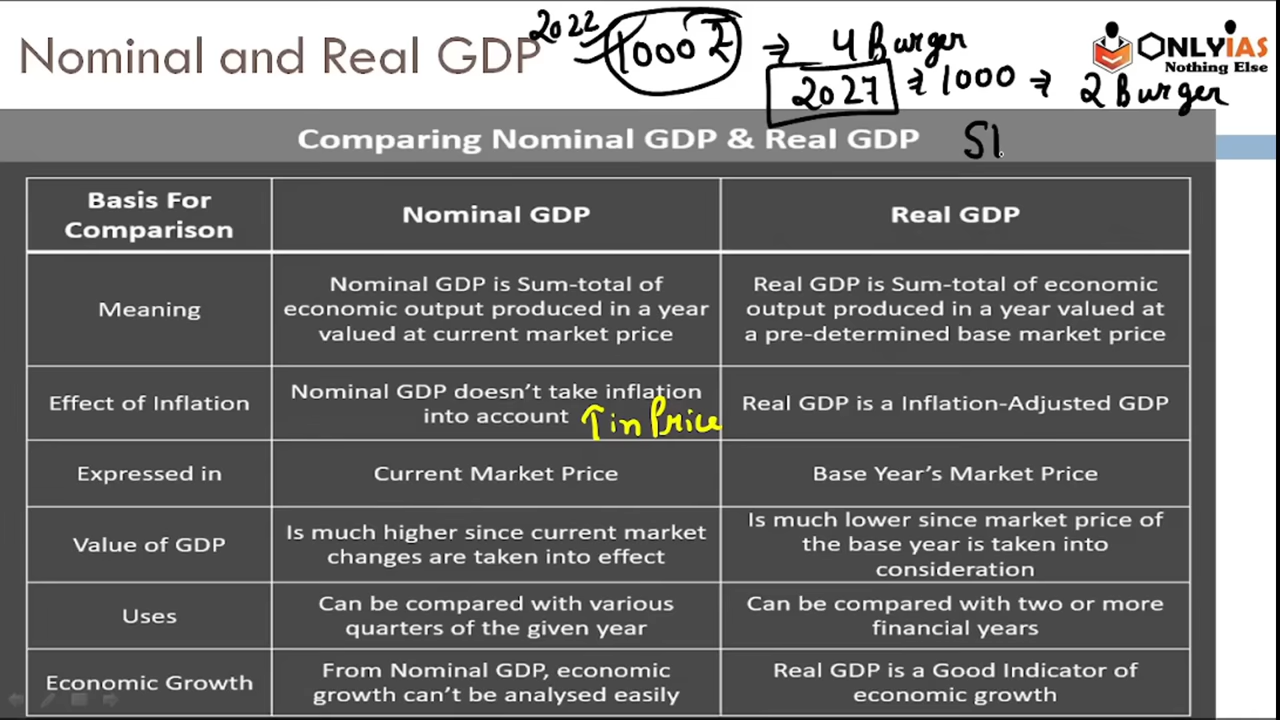 Nominal and Real GDP
2022 1000 ⇒ 4 Burger
2027 ⇒ 1000 ⇒ 2 Burger
ONLYIAS
Nothing Else
Comparing Nominal GDP & Real GDP
Basis For
Comparison
Nominal GDP
Real GDP
Meaning
Nominal GDP is Sum-total of
economic output produced in a year
valued at current market price
Real GDP is Sum-total of economic
output produced in a year valued at
a pre-determined base market price
Effect of Inflation
Nominal GDP doesn't take inflation
into account
↑ in Price
Real GDP is a Inflation-Adjusted GDP
Expressed in
Current Market Price
Base Year's Market Price
Value of GDP
Is much higher since current market
changes are taken into effect
Is much lower since market price of
the base year is taken into
consideration
Uses
Can be compared with various
quarters of the given year
Can be compared with two or more
financial years
Economic Growth
From Nominal GDP, economic
growth can't be analysed easily
Real GDP is a Good Indicator of
economic growth